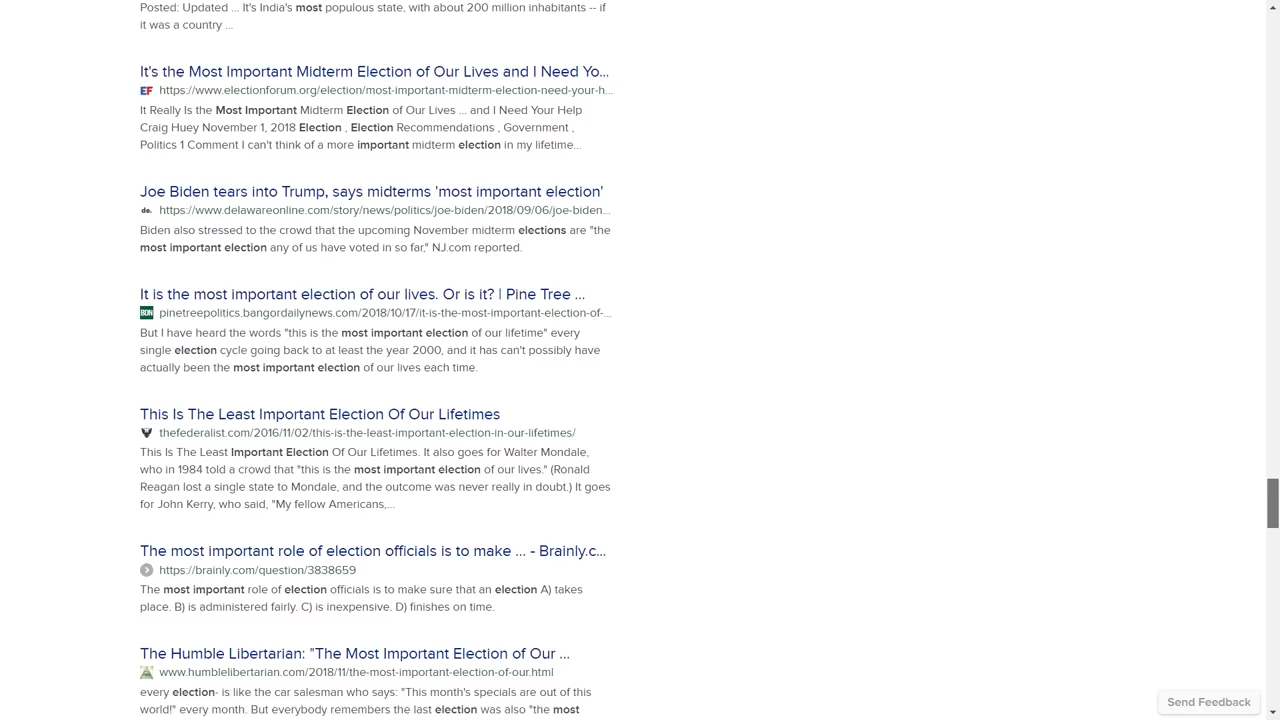 Posted: Updated ... It's India's most populous state, with about 200 million inhabitants -- if
it was a country ...
It's the Most Important Midterm Election of Our Lives and I Need Yo...
EF https://www.electionforum.org/election/most-important-midterm-election-need-your-h...
It Really Is the Most Important Midterm Election of Our Lives ... and I Need Your Help
Craig Huey November 1, 2018 Election , Election Recommendations , Government ,
Politics 1 Comment I can't think of a more important midterm election in my lifetime...
Joe Biden tears into Trump, says midterms 'most important election'
de. https://www.delawareonline.com/story/news/politics/joe-biden/2018/09/06/joe-biden...
Biden also stressed to the crowd that the upcoming November midterm elections are "the
most important election any of us have voted in so far," NJ.com reported.
It is the most important election of our lives. Or is it? | Pine Tree ...
BDN pinetreepolitics.bangordailynews.com/2018/10/17/it-is-the-most-important-election-of-...
But I have heard the words "this is the most important election of our lifetime" every
single election cycle going back to at least the year 2000, and it has can't possibly have
actually been the most important election of our lives each time.
This Is The Least Important Election Of Our Lifetimes
thefederalist.com/2016/11/02/this-is-the-least-important-election-in-our-lifetimes/
This Is The Least Important Election Of Our Lifetimes. It also goes for Walter Mondale,
who in 1984 told a crowd that "this is the most important election of our lives." (Ronald
Reagan lost a single state to Mondale, and the outcome was never really in doubt.) It goes
for John Kerry, who said, "My fellow Americans,...
The most important role of election officials is to make ... - Brainly.c...
https://brainly.com/question/3838659
The most important role of election officials is to make sure that an election A) takes
place. B) is administered fairly. C) is inexpensive. D) finishes on time.
The Humble Libertarian: "The Most Important Election of Our ...
www.humblelibertarian.com/2018/11/the-most-important-election-of-our.html
every election- is like the car salesman who says: "This month's specials are out of this
world!" every month. But everybody remembers the last election was also "the most
Send Feedback